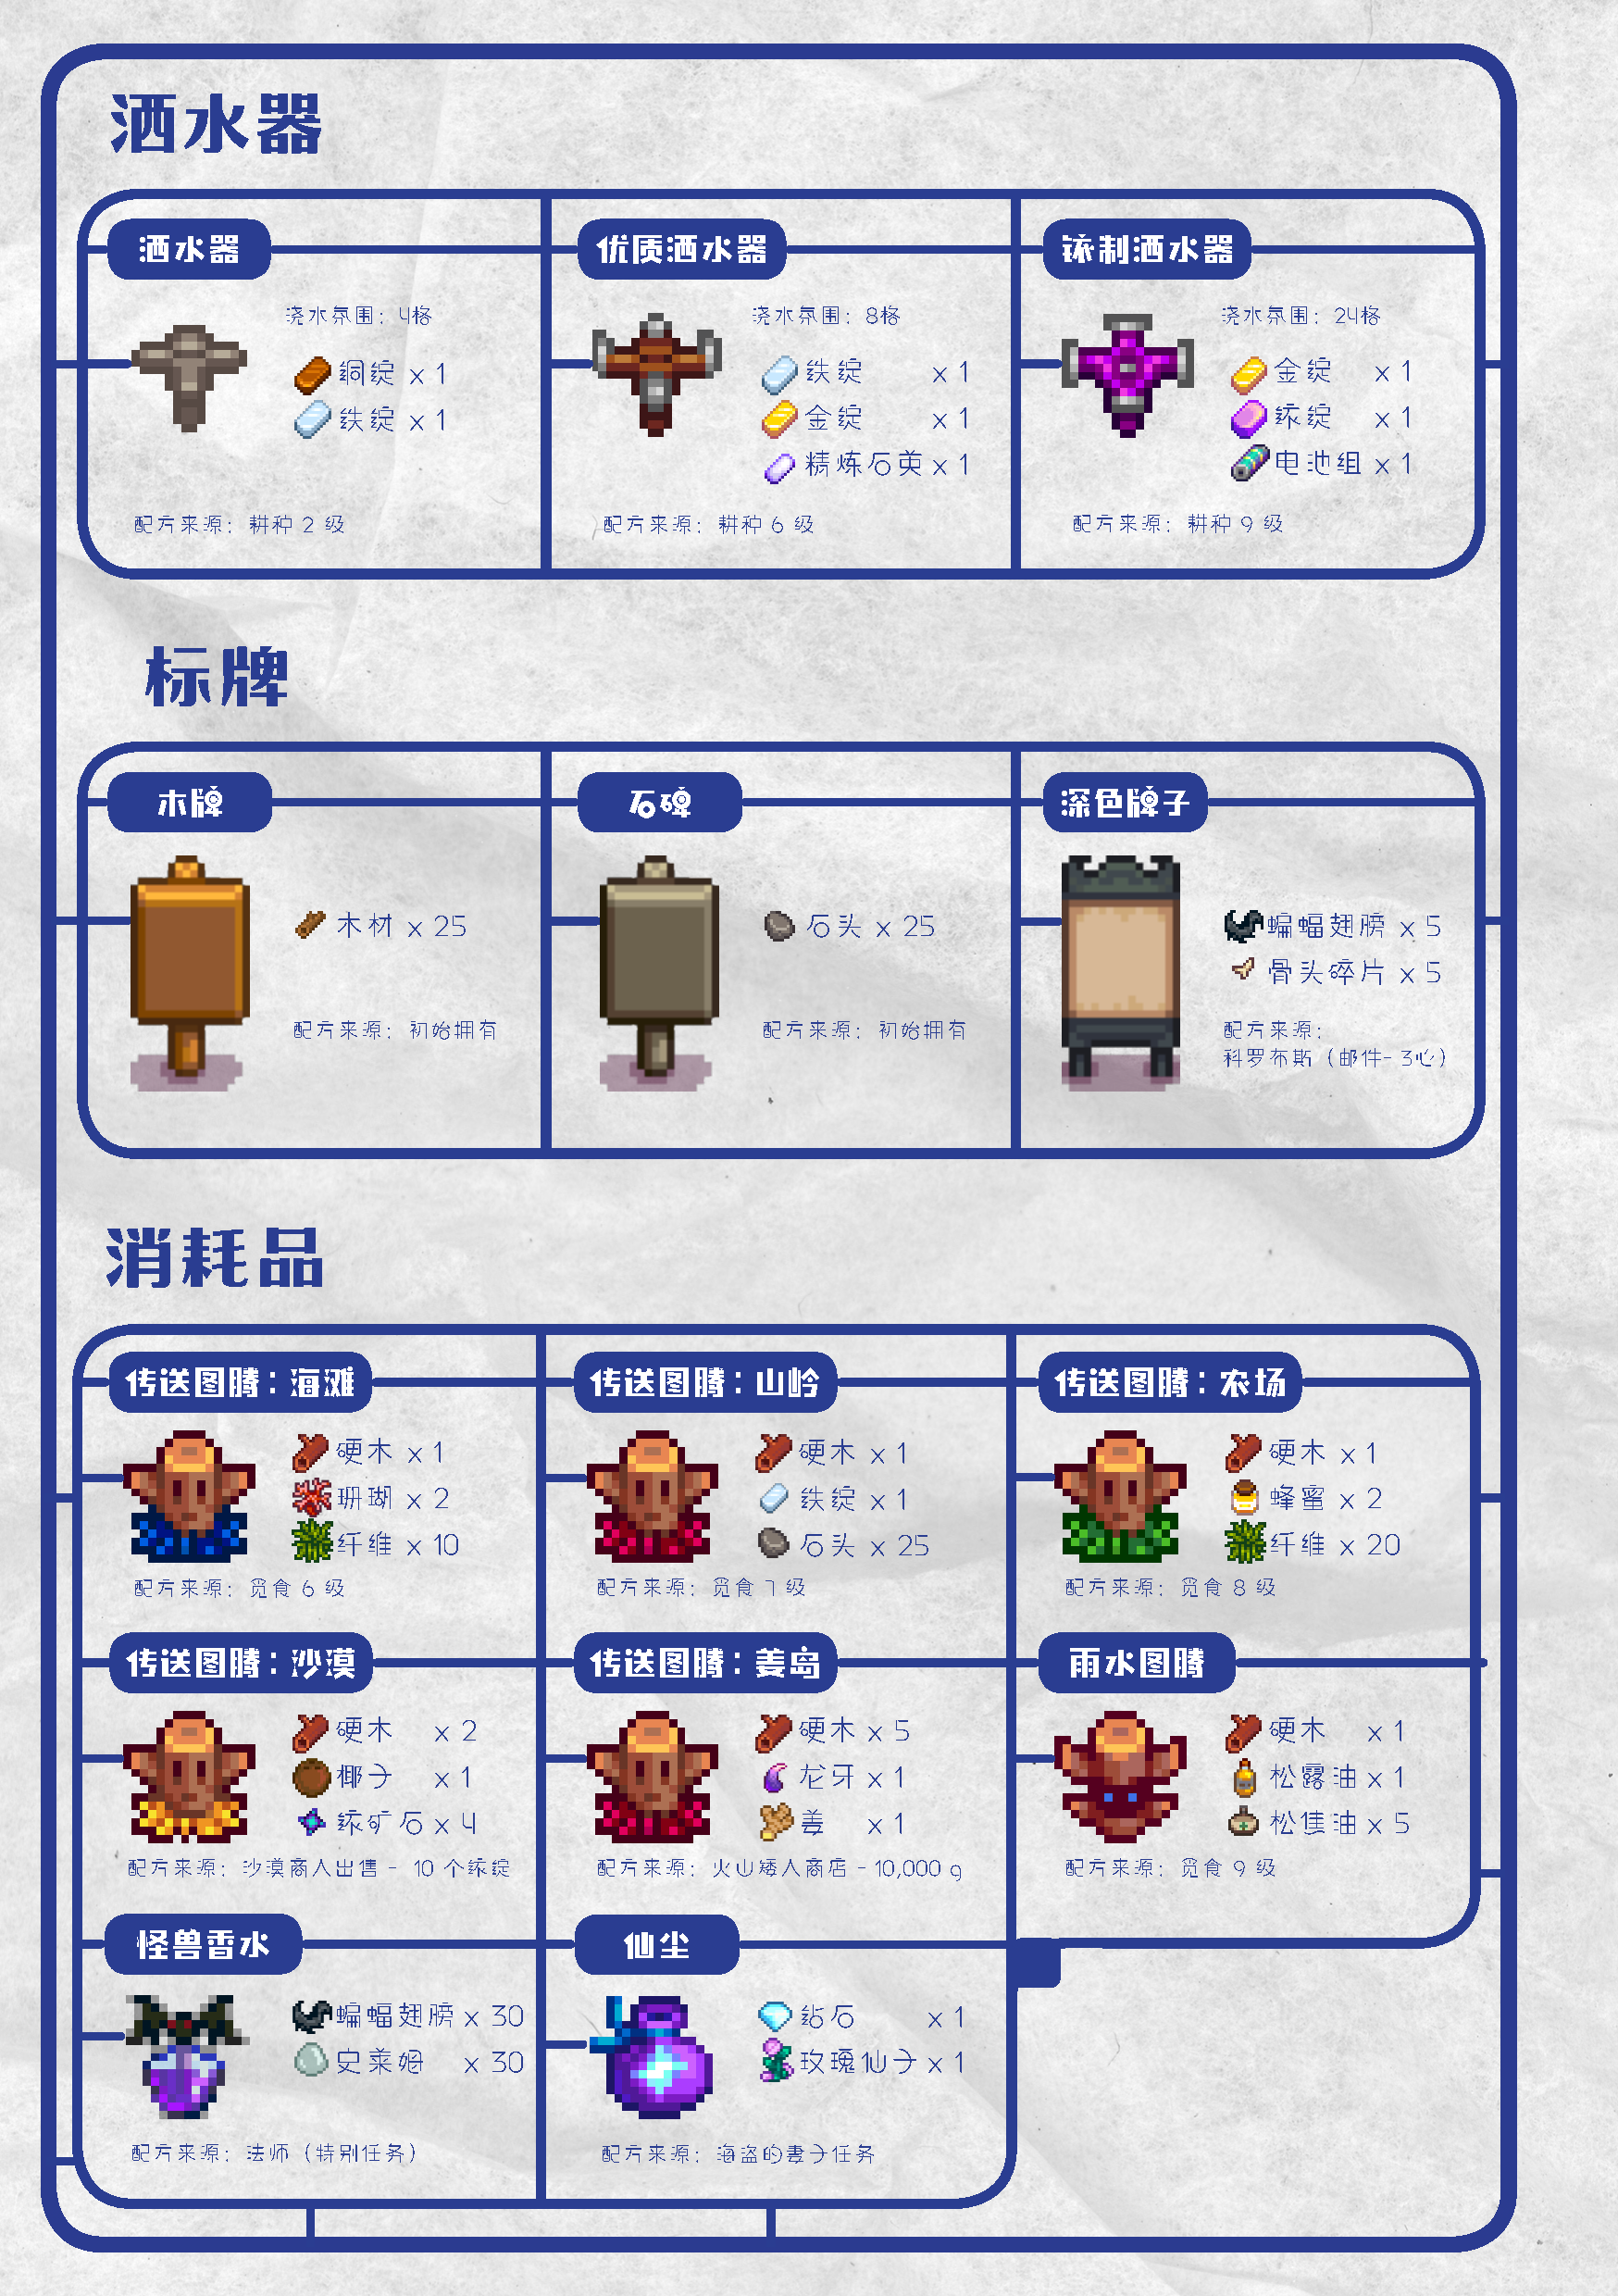 洒水器
洒水器
浇水氛围：4格
铜锭 x 1
铁锭 x 1
配方来源：耕种 2 级
优质洒水器
浇水氛围：8格
铁锭 x 1
金锭 x 1
精炼石英 x 1
配方来源：耕种 6 级
铱制洒水器
浇水氛围：24格
金锭 x 1
铱锭 x 1
电池组 x 1
配方来源：耕种 9 级
标牌
木牌
木材 x 25
配方来源：初始拥有
石碑
石头 x 25
配方来源：初始拥有
深色牌子
蝙蝠翅膀 x 5
骨头碎片 x 5
配方来源：
科罗布斯（邮件- 3心）
消耗品
传送图腾：海滩
硬木 x 1
珊瑚 x 2
纤维 x 10
配方来源：觅食 6 级
传送图腾：山岭
硬木 x 1
铁锭 x 1
石头 x 25
配方来源：觅食 7 级
传送图腾：农场
硬木 x 1
蜂蜜 x 2
纤维 x 20
配方来源：觅食 8 级
传送图腾：沙漠
硬木 x 2
椰子 x 1
铱矿石 x 4
配方来源：沙漠商人出售 - 10 个铱锭
传送图腾：姜岛
硬木 x 5
龙牙 x 1
姜 x 1
配方来源：火山矮人商店 - 10,000 g
雨水图腾
硬木 x 1
松露油 x 1
松焦油 x 5
配方来源：觅食 9 级
怪兽香水
蝙蝠翅膀 x 30
史莱姆 x 30
配方来源：法师（特别任务）
仙尘
钻石 x 1
玫瑰仙子 x 1
配方来源：海盗的妻子任务